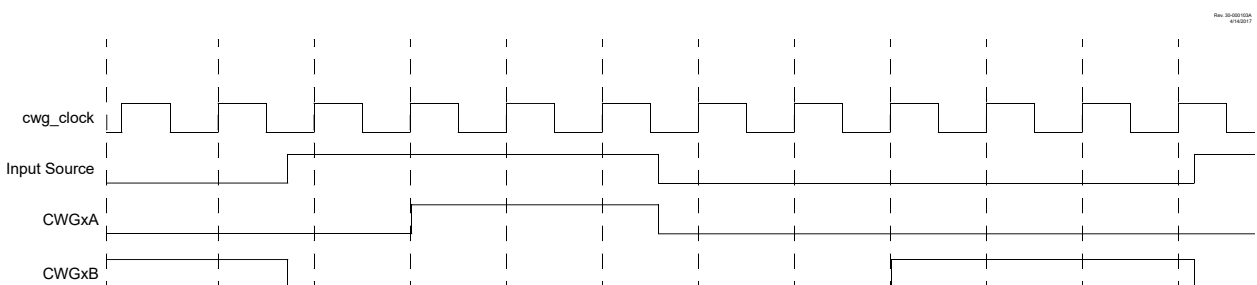 Rev. 30-000103A
4/14/2017
cwg_clock
Input Source
CWGxA
CWGxB